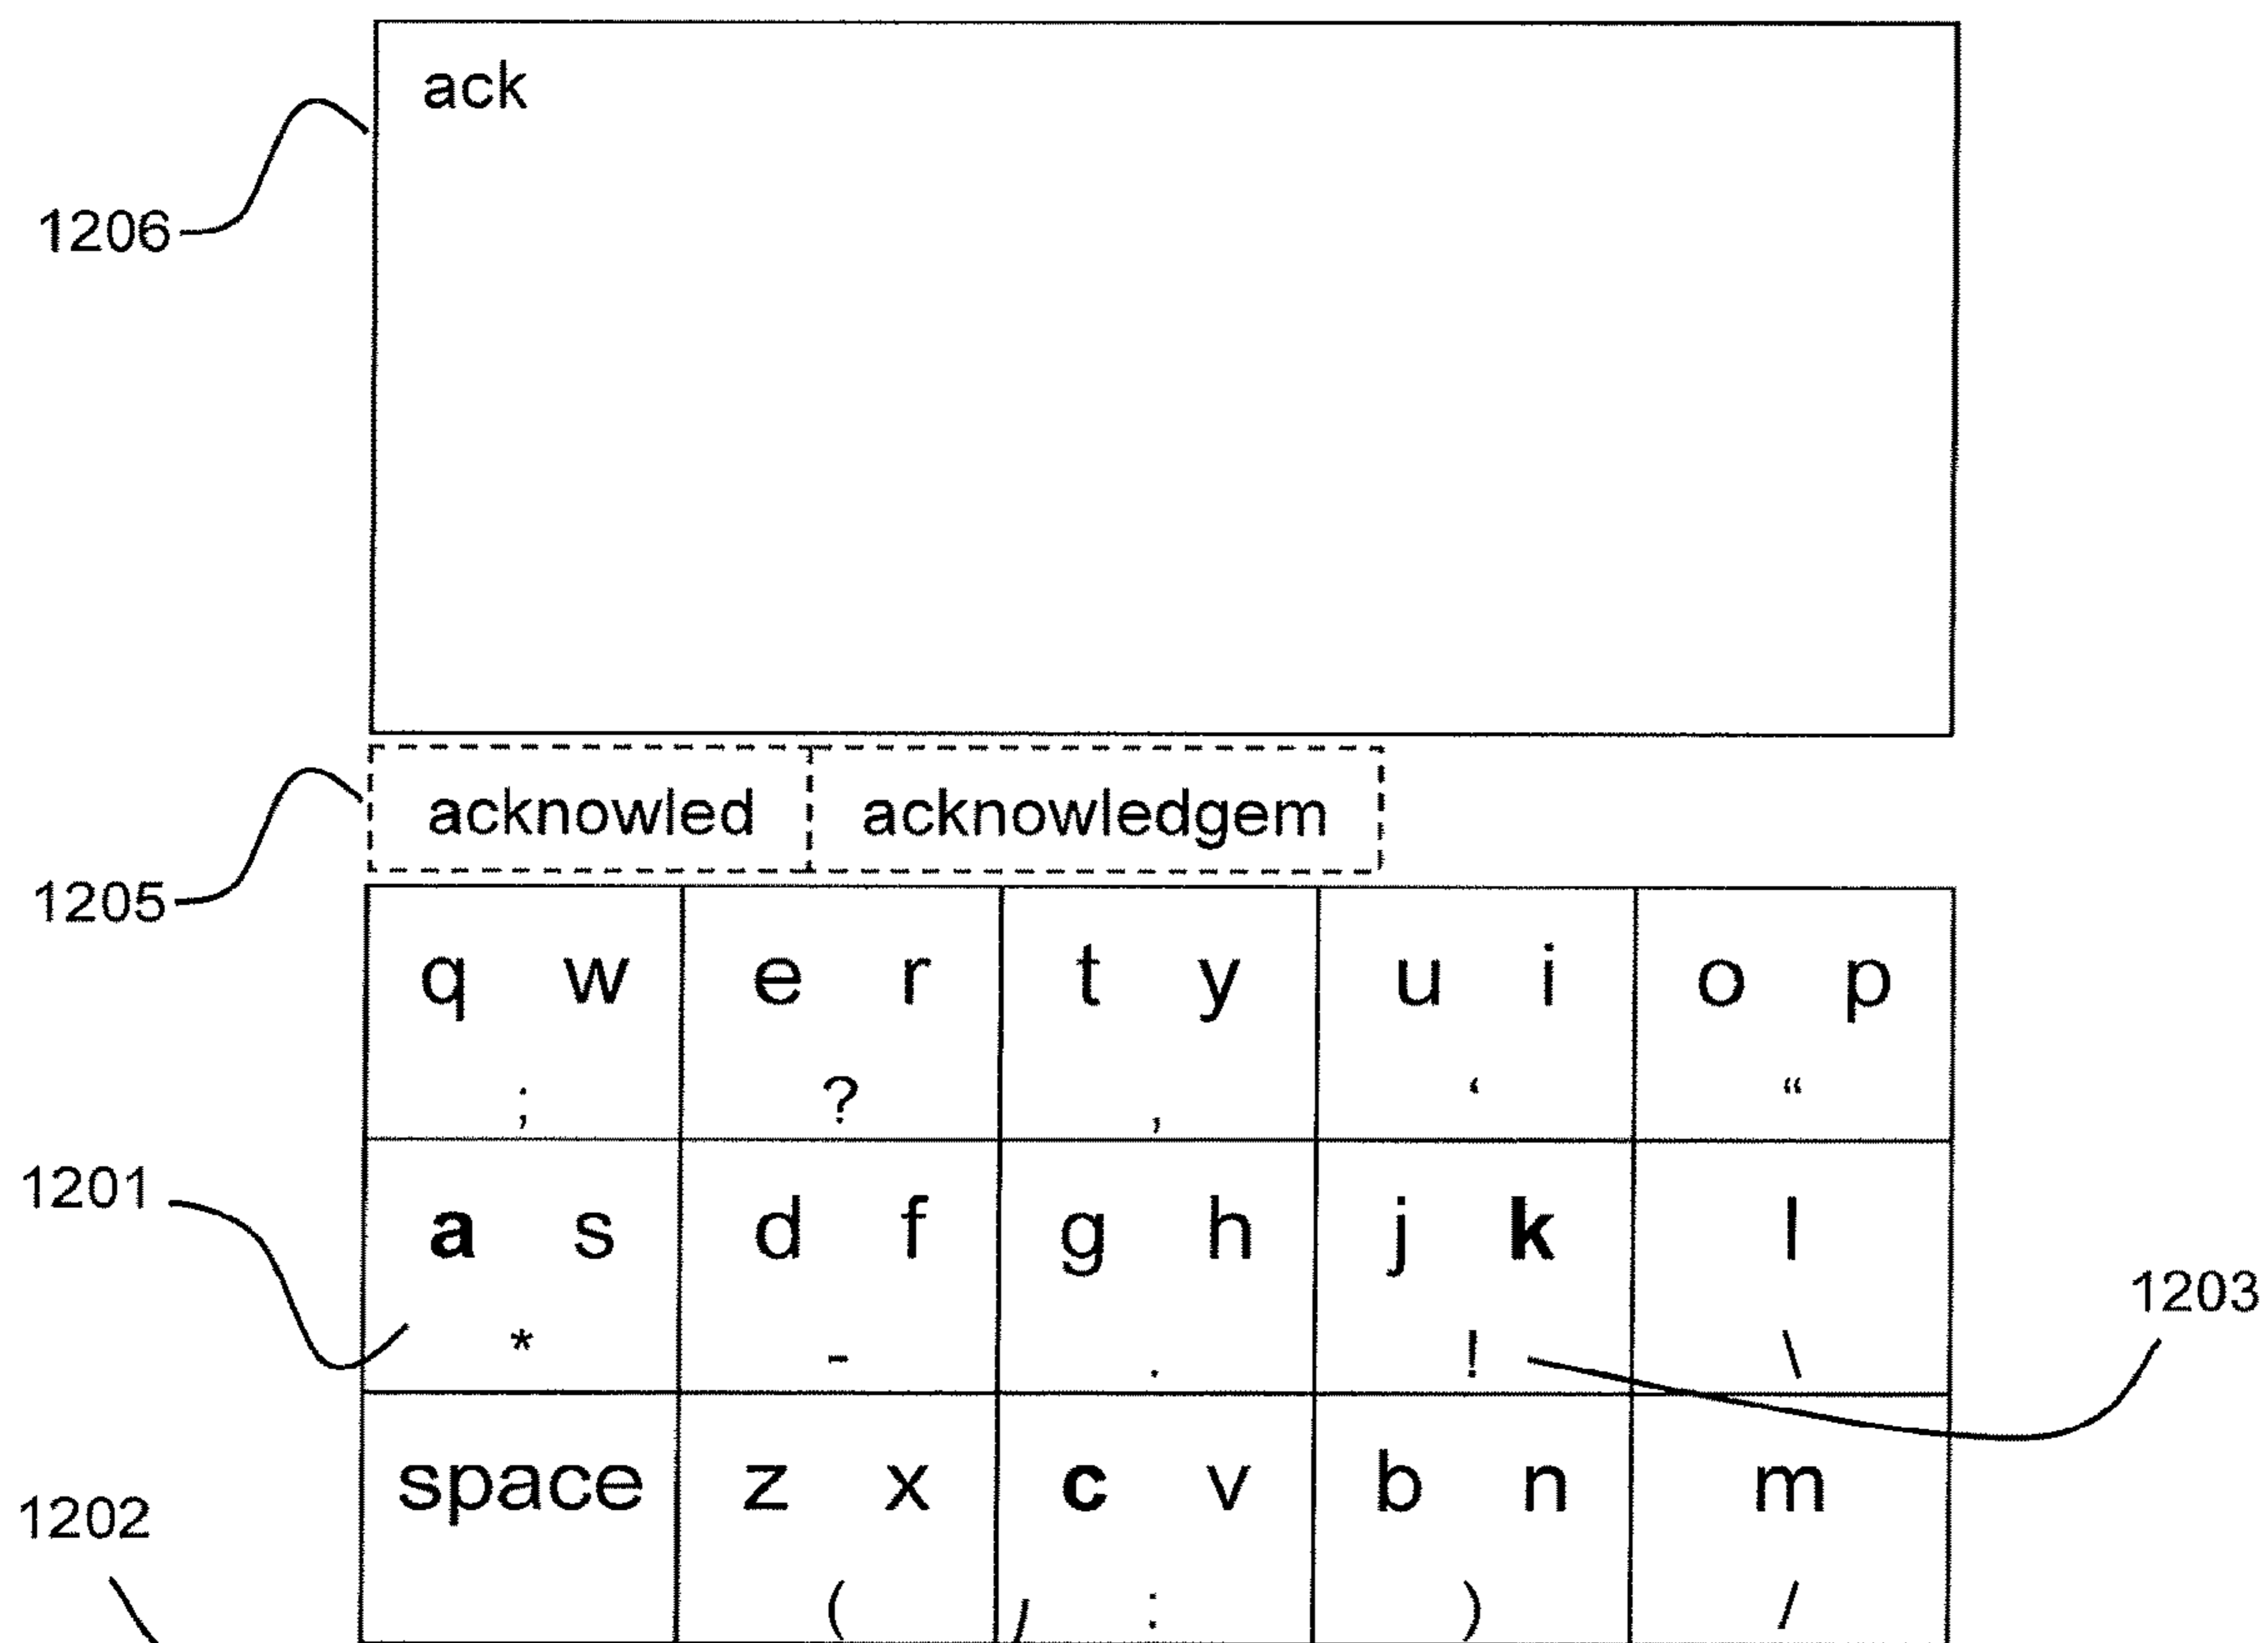 ack
1206
acknowled acknowledgem
1205
q w e r t y u i o p
; ? , ‘ “
1201
a s d f g h j k l
1203
* - . ! \
space z x c v b n m
1202
( : ) /